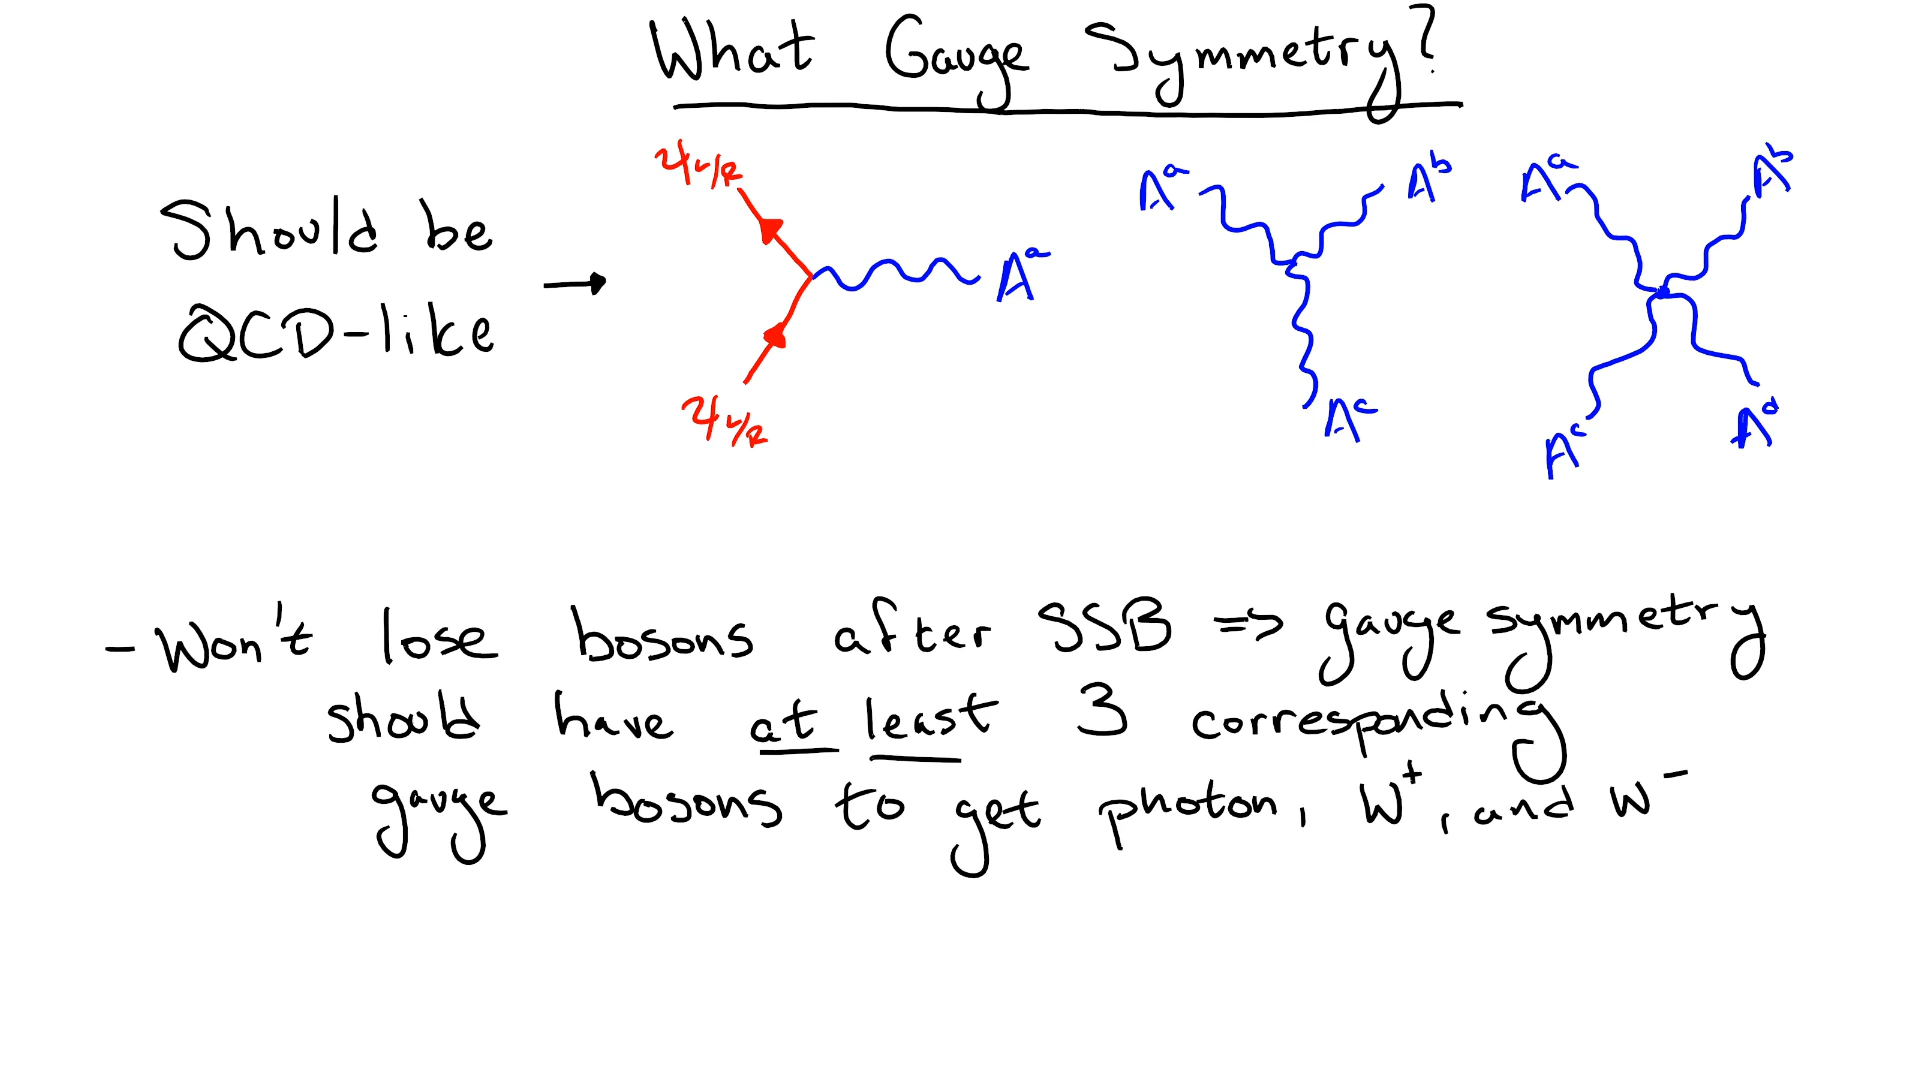 What Gauge Symmetry?
Should be
QCD-like →
ψL/R
ψL/R
Aᵃ
Aᵃ
Aᵇ
Aᶜ
Aᵃ
Aᵇ
Aᶜ
Aᵈ
- Won't lose bosons after SSB => gauge symmetry
should have at least 3 corresponding
gauge bosons to get photon, W⁺, and W⁻